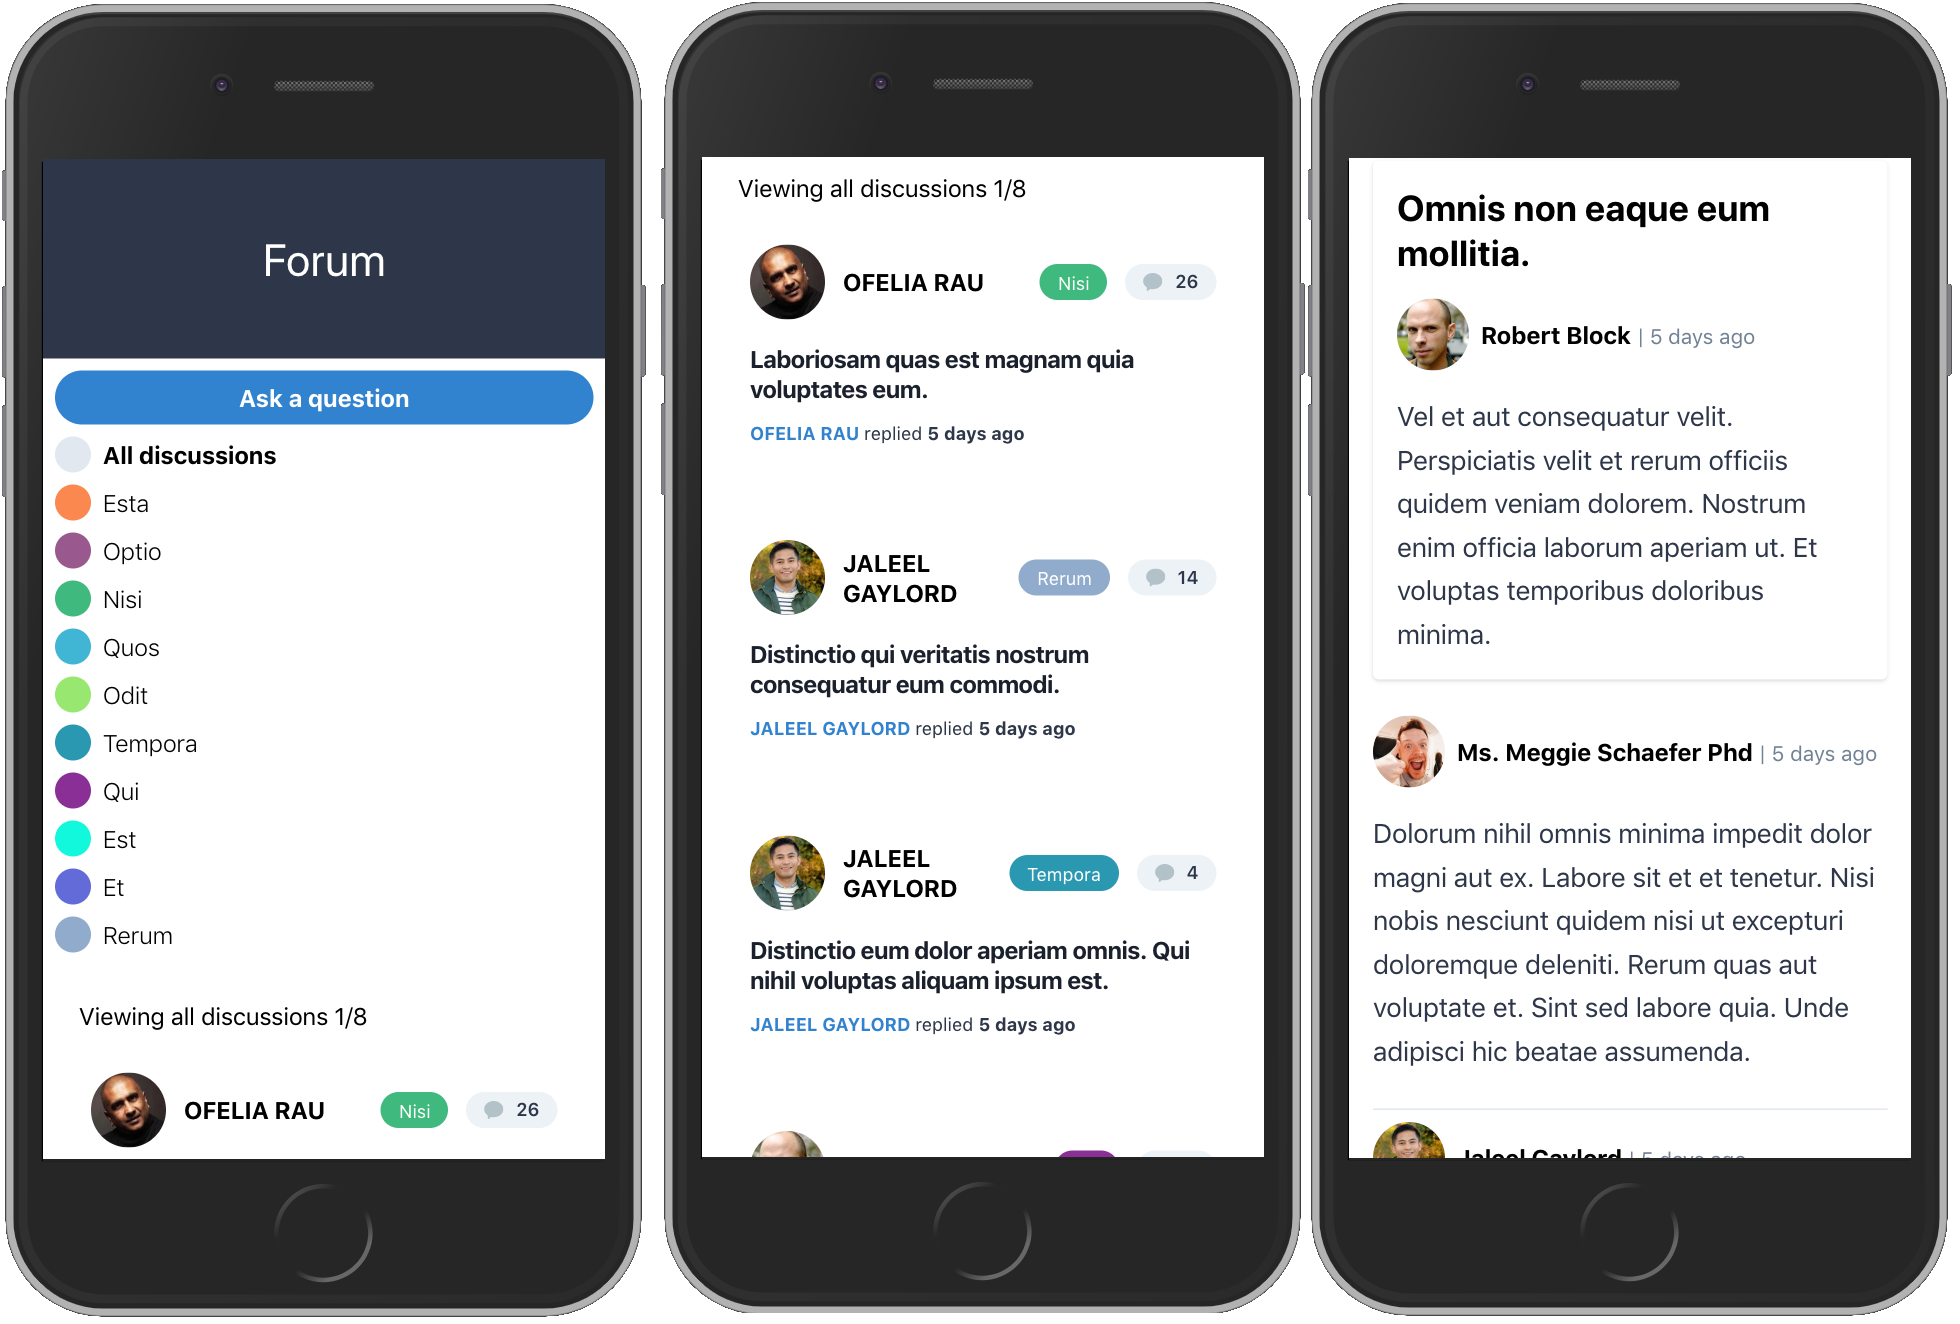 Forum
Ask a question
All discussions
Esta
Optio
Nisi
Quos
Odit
Tempora
Qui
Est
Et
Rerum
Viewing all discussions 1/8
OFELIA RAU Nisi 26
Viewing all discussions 1/8
OFELIA RAU Nisi 26
Laboriosam quas est magnam quia
voluptates eum.
OFELIA RAU replied 5 days ago
JALEEL
GAYLORD
Rerum 14
Distinctio qui veritatis nostrum
consequatur eum commodi.
JALEEL GAYLORD replied 5 days ago
JALEEL
GAYLORD
Tempora 4
Distinctio eum dolor aperiam omnis. Qui
nihil voluptas aliquam ipsum est.
JALEEL GAYLORD replied 5 days ago
Omnis non eaque eum
mollitia.
Robert Block | 5 days ago
Vel et aut consequatur velit.
Perspiciatis velit et rerum officiis
quidem veniam dolorem. Nostrum
enim officia laborum aperiam ut. Et
voluptas temporibus doloribus
minima.
Ms. Meggie Schaefer Phd | 5 days ago
Dolorum nihil omnis minima impedit dolor
magni aut ex. Labore sit et et tenetur. Nisi
nobis nesciunt quidem nisi ut excepturi
doloremque deleniti. Rerum quas aut
voluptate et. Sint sed labore quia. Unde
adipisci hic beatae assumenda.
Jaleel Gaylord | 5 days ago